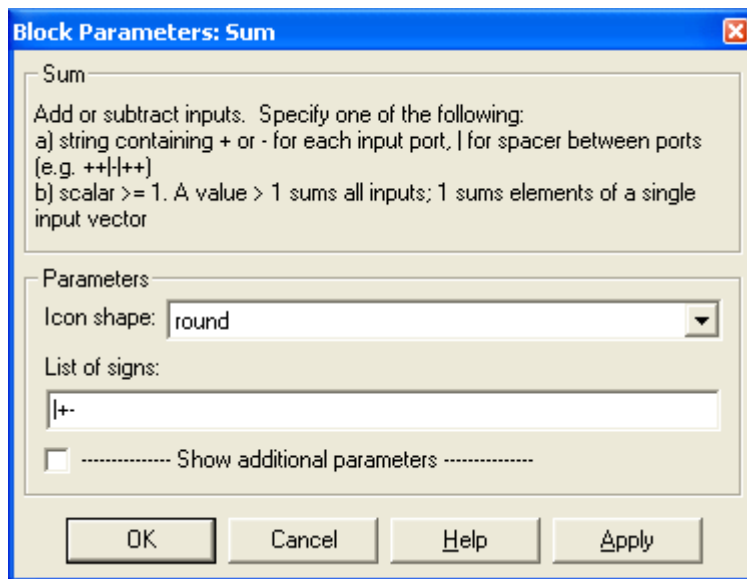 Block Parameters: Sum
Sum
Add or subtract inputs.  Specify one of the following:
a) string containing + or - for each input port, | for spacer between ports
(e.g. ++|-|++)
b) scalar >= 1. A value > 1 sums all inputs; 1 sums elements of a single
input vector
Parameters
Icon shape: round
List of signs:
|+-
--------------- Show additional parameters ---------------
OK Cancel Help Apply